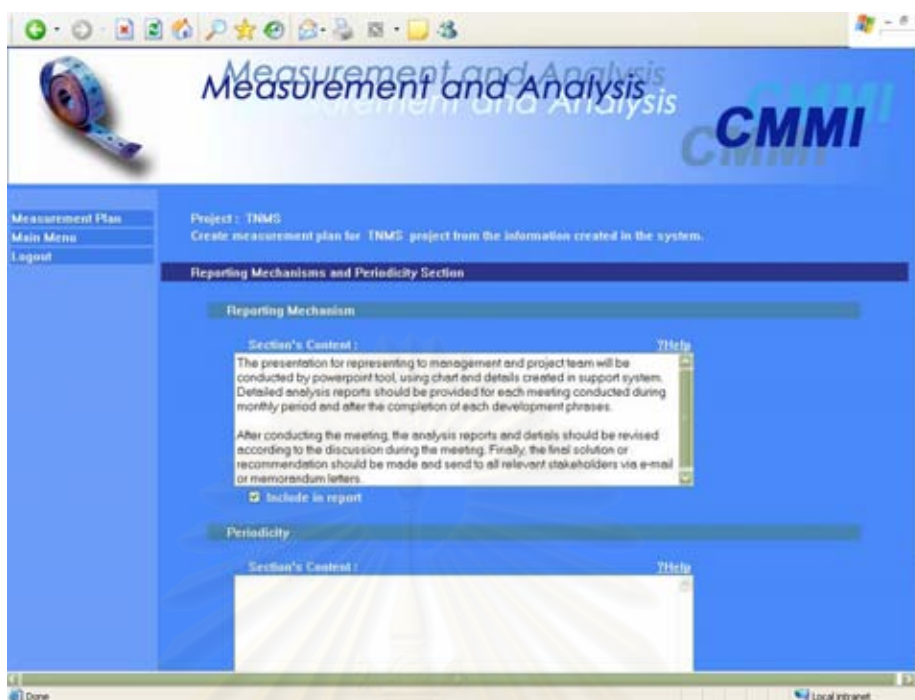 Measurement and Analysis
CMMI
Measurement Plan
Main Menu
Logout
Project : TNMS
Create measurement plan for TNMS project from the information created in the system.
Reporting Mechanisms and Periodicity Section
Reporting Mechanism
Section's Content :
?Help
The presentation for representing to management and project team will be
conducted by powerpoint tool, using chart and details created in support system.
Detailed analysis reports should be provided for each meeting conducted during
monthly period and after the completion of each development phrases.
After conducting the meeting, the analysis reports and detials should be revised
according to the discussion during the meeting. Finally, the final solution or
recommendation should be made and send to all relevant stakeholders via e-mail
or memorandum letters.
Include in report
Periodicity
Section's Content :
?Help
Done
Local intranet